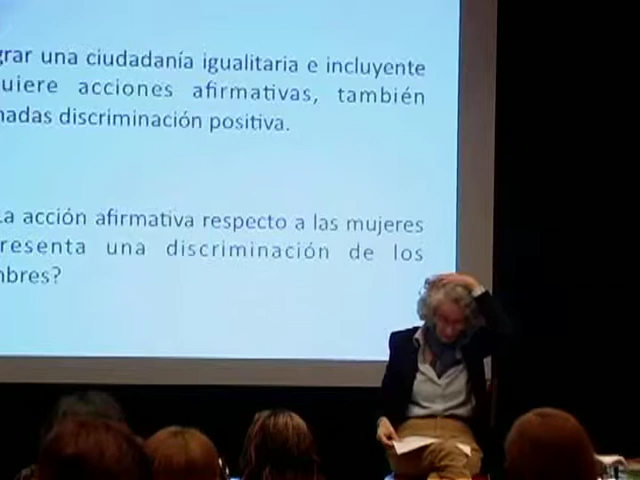 grar una ciudadanía igualitaria e incluyente
uiere acciones afirmativas, también
nadas discriminación positiva.
La acción afirmativa respecto a las mujeres
resenta una discriminación de los
nbres?